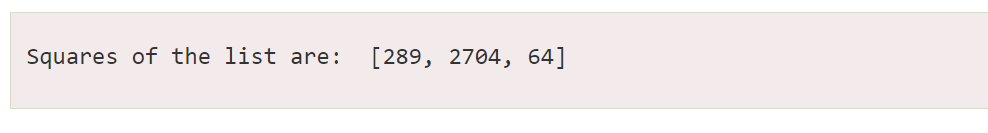 Squares of the list are:  [289, 2704, 64]